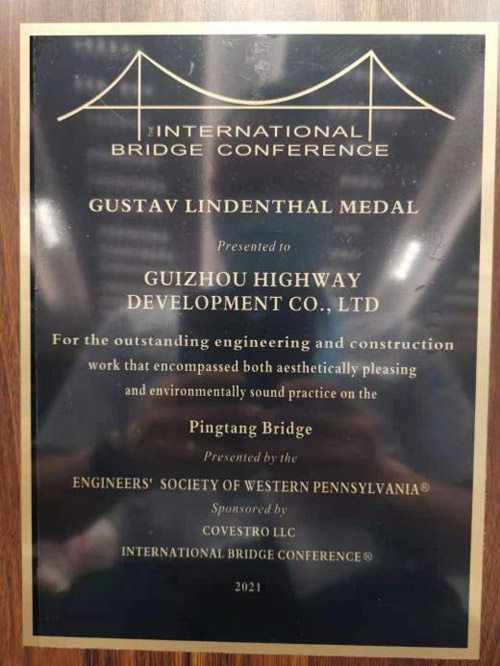 THE INTERNATIONAL
BRIDGE CONFERENCE
GUSTAV LINDENTHAL MEDAL
Presented to
GUIZHOU HIGHWAY
DEVELOPMENT CO., LTD
For the outstanding engineering and construction
work that encompassed both aesthetically pleasing
and environmentally sound practice on the
Pingtang Bridge
Presented by the
ENGINEERS' SOCIETY OF WESTERN PENNSYLVANIA®
Sponsored by
COVESTRO LLC
INTERNATIONAL BRIDGE CONFERENCE®
2021